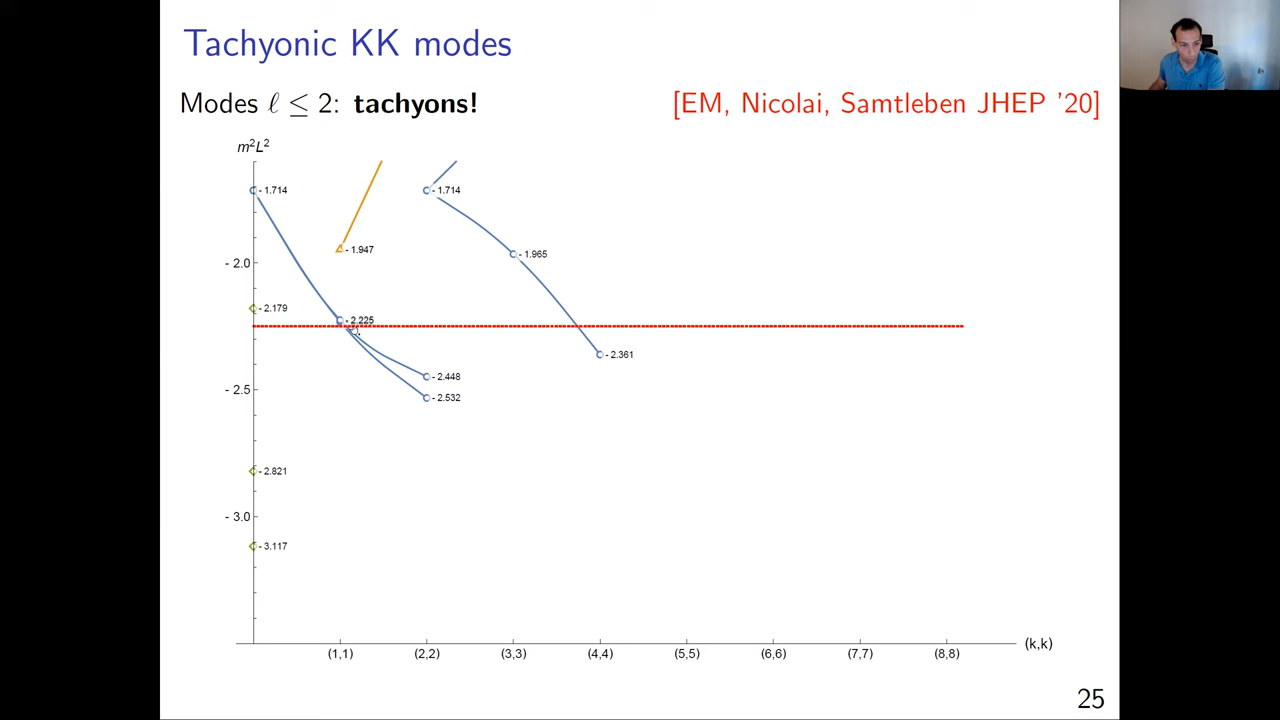 Tachyonic KK modes
Modes ℓ ≤ 2: tachyons!
[EM, Nicolai, Samtleben JHEP '20]
m²L²
- 1.714
- 1.714
- 1.947
- 1.965
- 2.0
- 2.179
- 2.225
- 2.361
- 2.448
- 2.5
- 2.532
- 2.821
- 3.0
- 3.117
(k,k)
(1,1) (2,2) (3,3) (4,4) (5,5) (6,6) (7,7) (8,8)
25